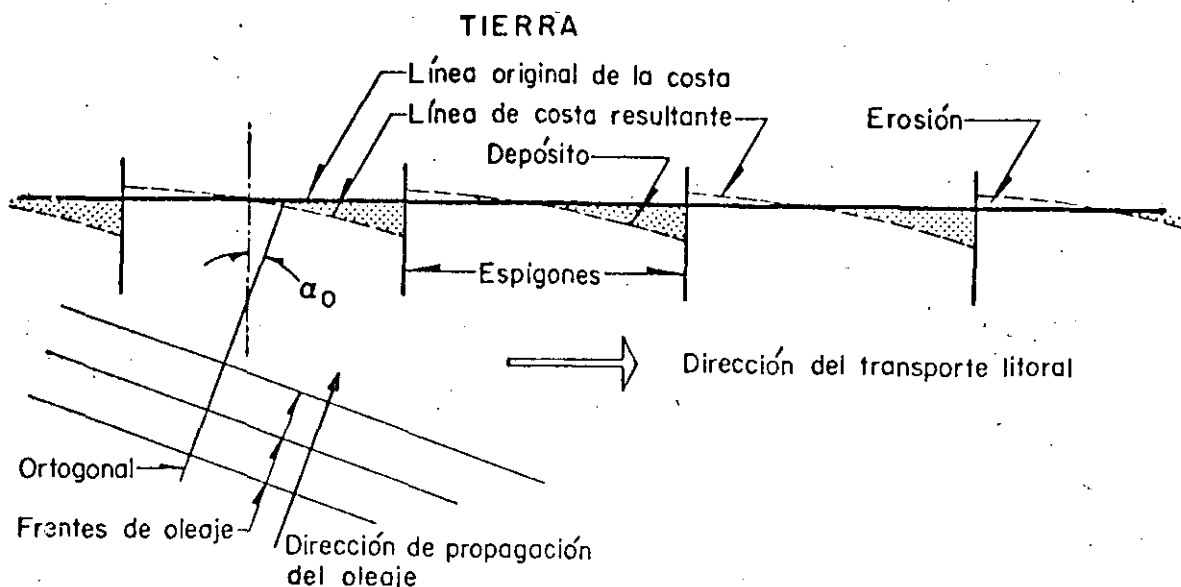 TIERRA
Línea original de la costa
Línea de costa resultante
Erosión
Depósito
Espigones
α₀
Dirección del transporte litoral
Ortogonal
Frentes de oleaje
Dirección de propagación
del oleaje